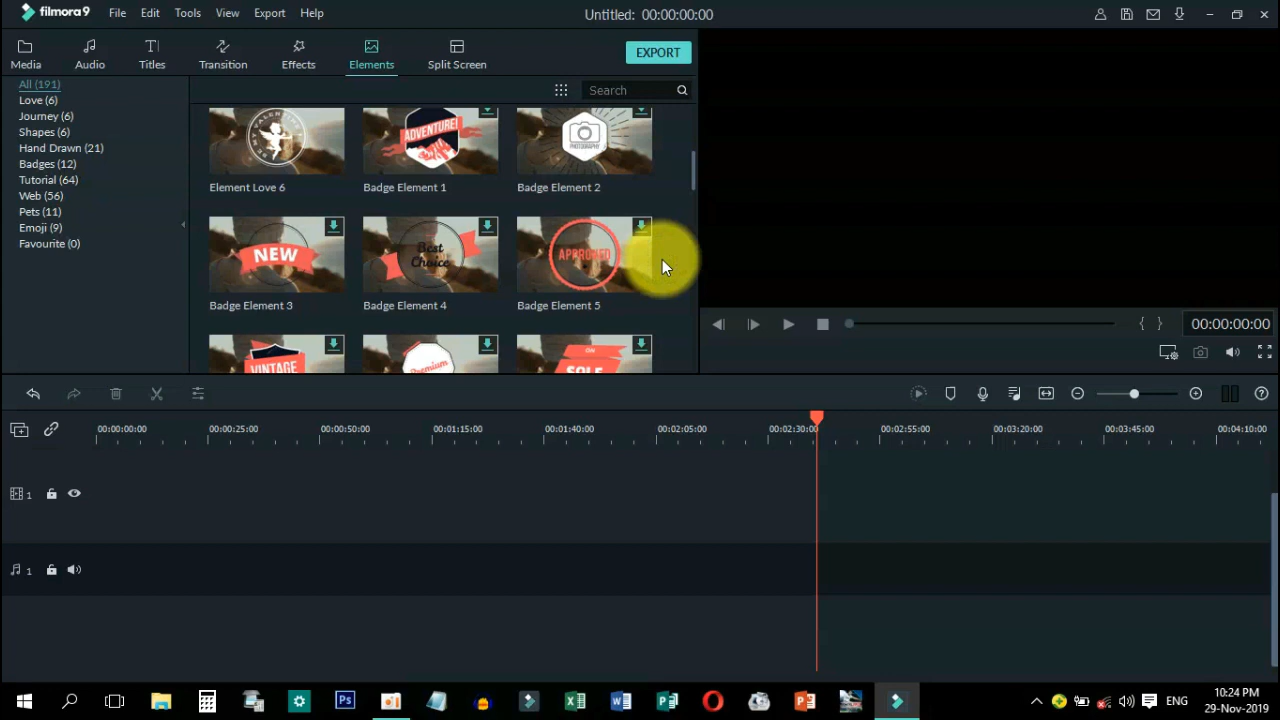 filmora9 File Edit Tools View Export Help Untitled: 00:00:00:00
Media Audio Titles Transition Effects Elements Split Screen EXPORT
All (191)
Love (6)
Journey (6)
Shapes (6)
Hand Drawn (21)
Badges (12)
Tutorial (64)
Web (56)
Pets (11)
Emoji (9)
Favourite (0)
Search
BE MY VALENTINE
ADVENTURE!
PHOTOGRAPHY
Element Love 6 Badge Element 1 Badge Element 2
NEW
Best
Choice
APPROVED
Badge Element 3 Badge Element 4 Badge Element 5
VINTAGE
Premium
ON
SALE
{ } 00:00:00:00
00:00:00:00 00:00:25:00 00:00:50:00 00:01:15:00 00:01:40:00 00:02:05:00 00:02:30:00 00:02:55:00 00:03:20:00 00:03:45:00 00:04:10:00
1
1
Ps
ENG
10:24 PM
29-Nov-2019